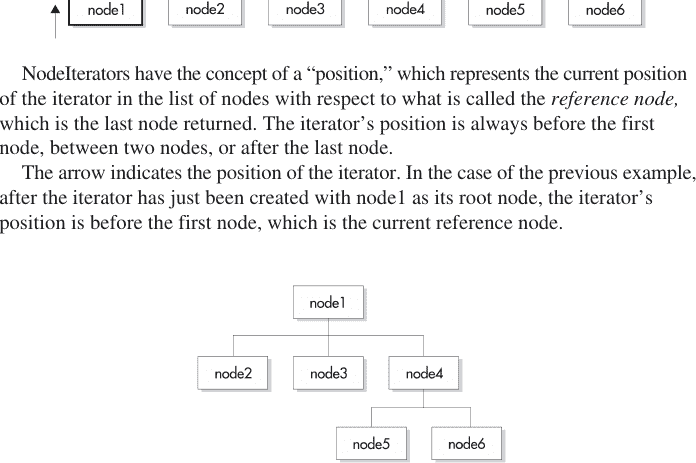 node1 node2 node3 node4 node5 node6
NodeIterators have the concept of a “position,” which represents the current position
of the iterator in the list of nodes with respect to what is called the reference node,
which is the last node returned. The iterator’s position is always before the first
node, between two nodes, or after the last node.
The arrow indicates the position of the iterator. In the case of the previous example,
after the iterator has just been created with node1 as its root node, the iterator’s
position is before the first node, which is the current reference node.
node1
node2 node3 node4
node5 node6